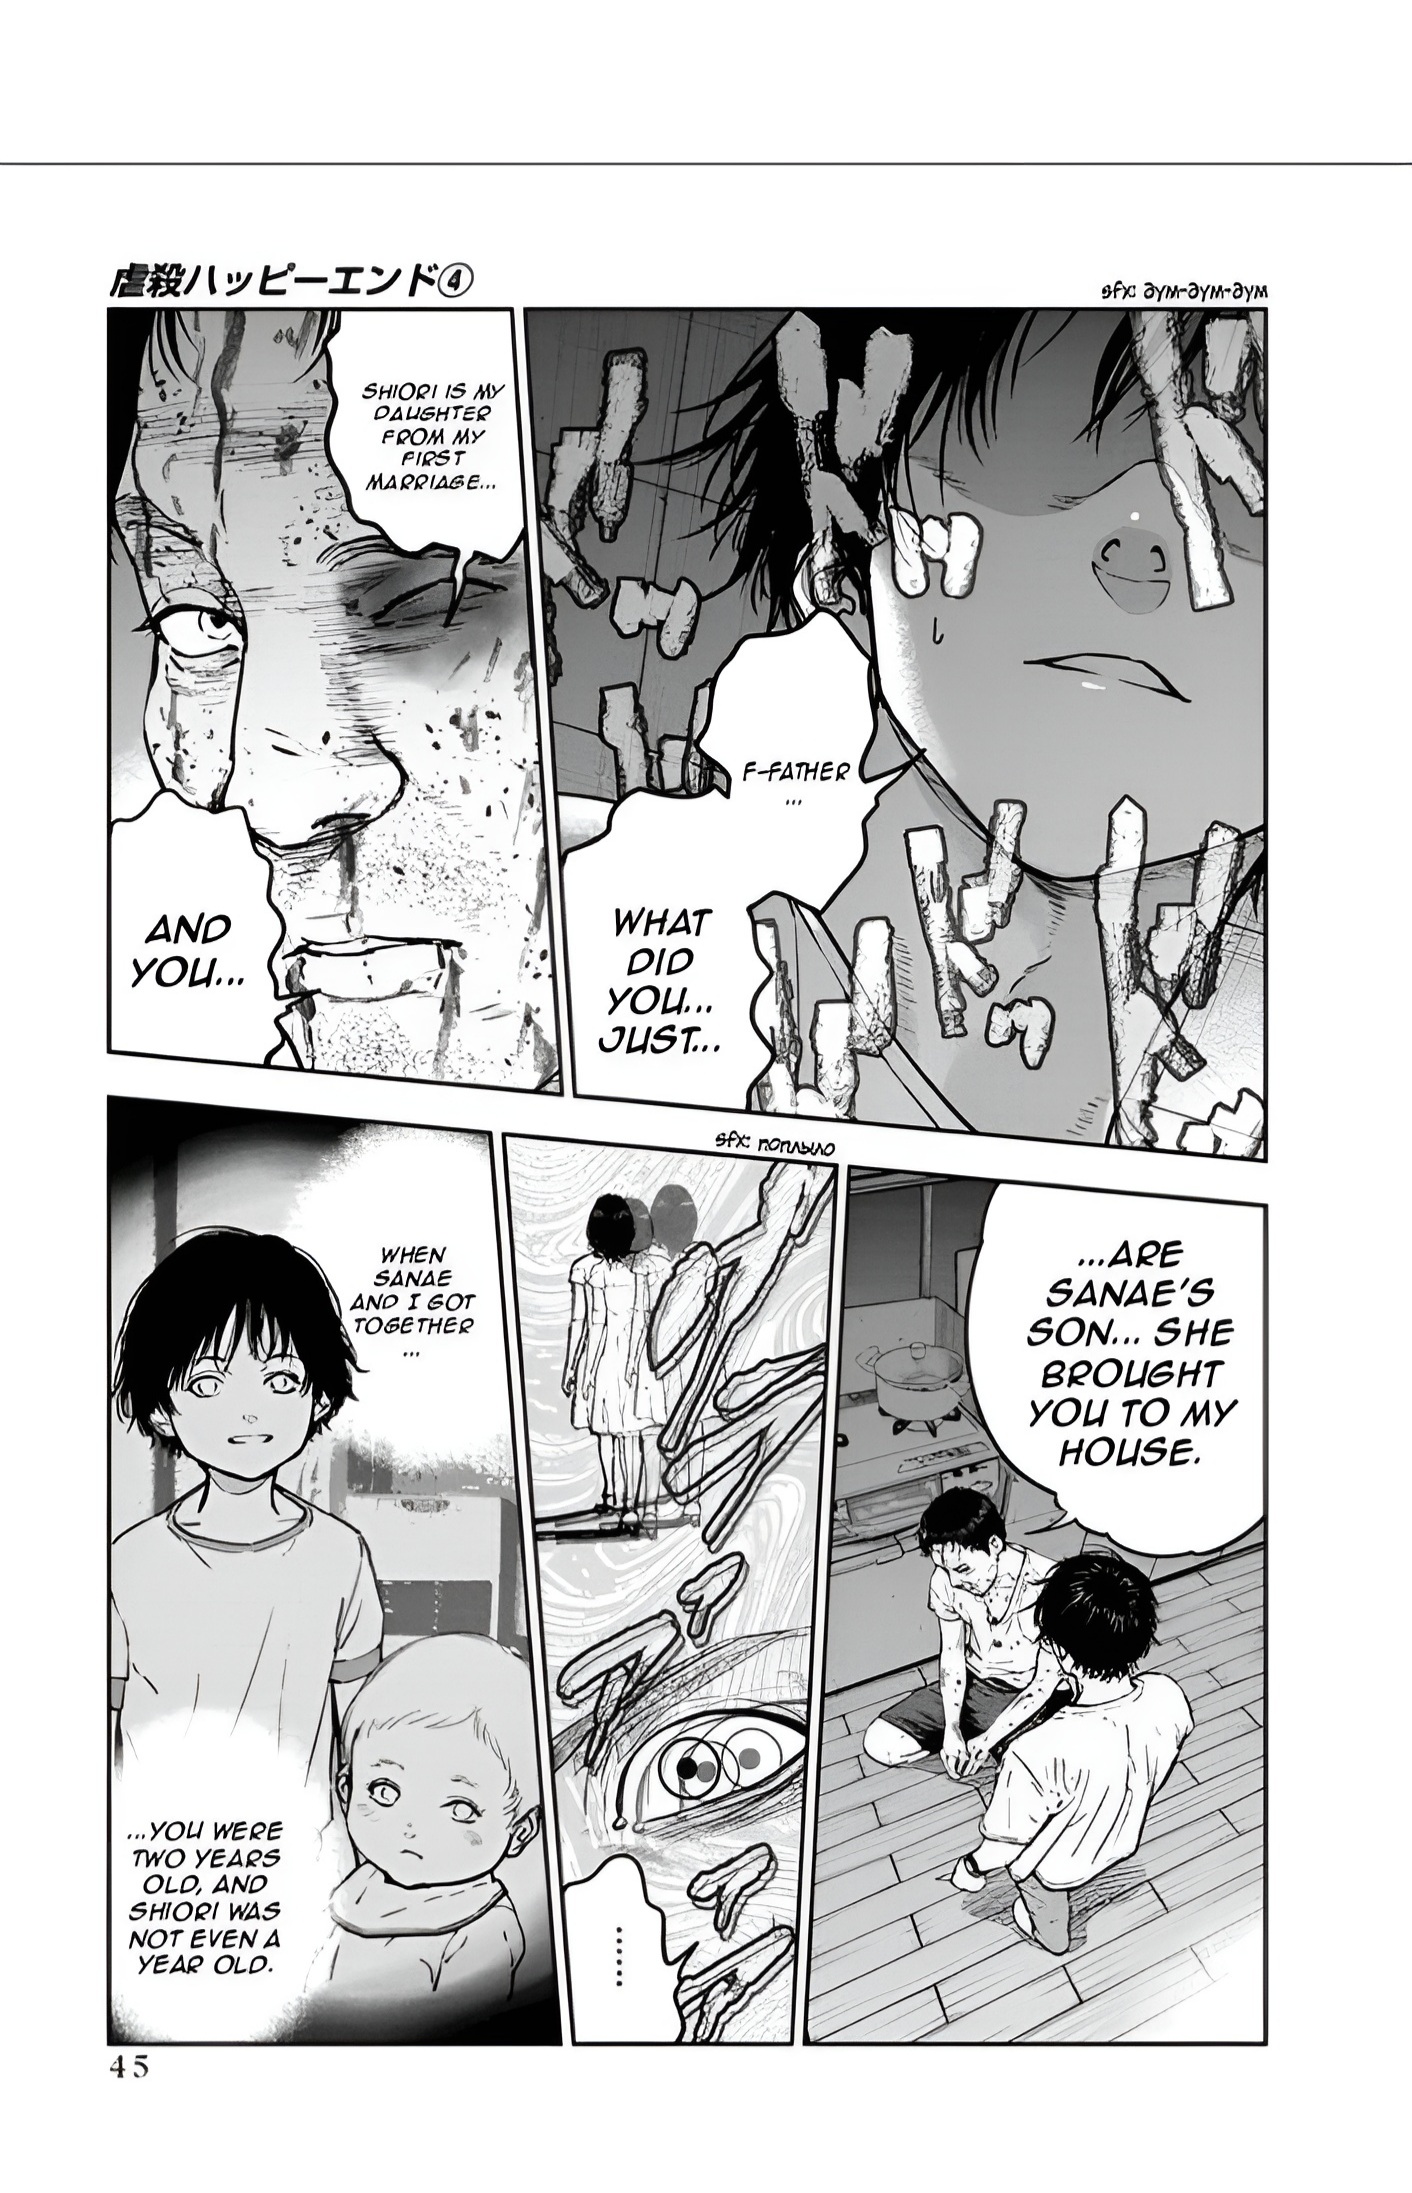 虐殺ハッピーエンド④
sfx: дум-дум-дум
F-FATHER
...
WHAT
DID
YOU...
JUST...
SHIORI IS MY
DAUGHTER
FROM MY
FIRST
MARRIAGE...
AND
YOU...
...ARE
SANAE'S
SON... SHE
BROUGHT
YOU TO MY
HOUSE.
sfx: поплыло
......
WHEN
SANAE
AND I GOT
TOGETHER
...
...YOU WERE
TWO YEARS
OLD, AND
SHIORI WAS
NOT EVEN A
YEAR OLD.
45